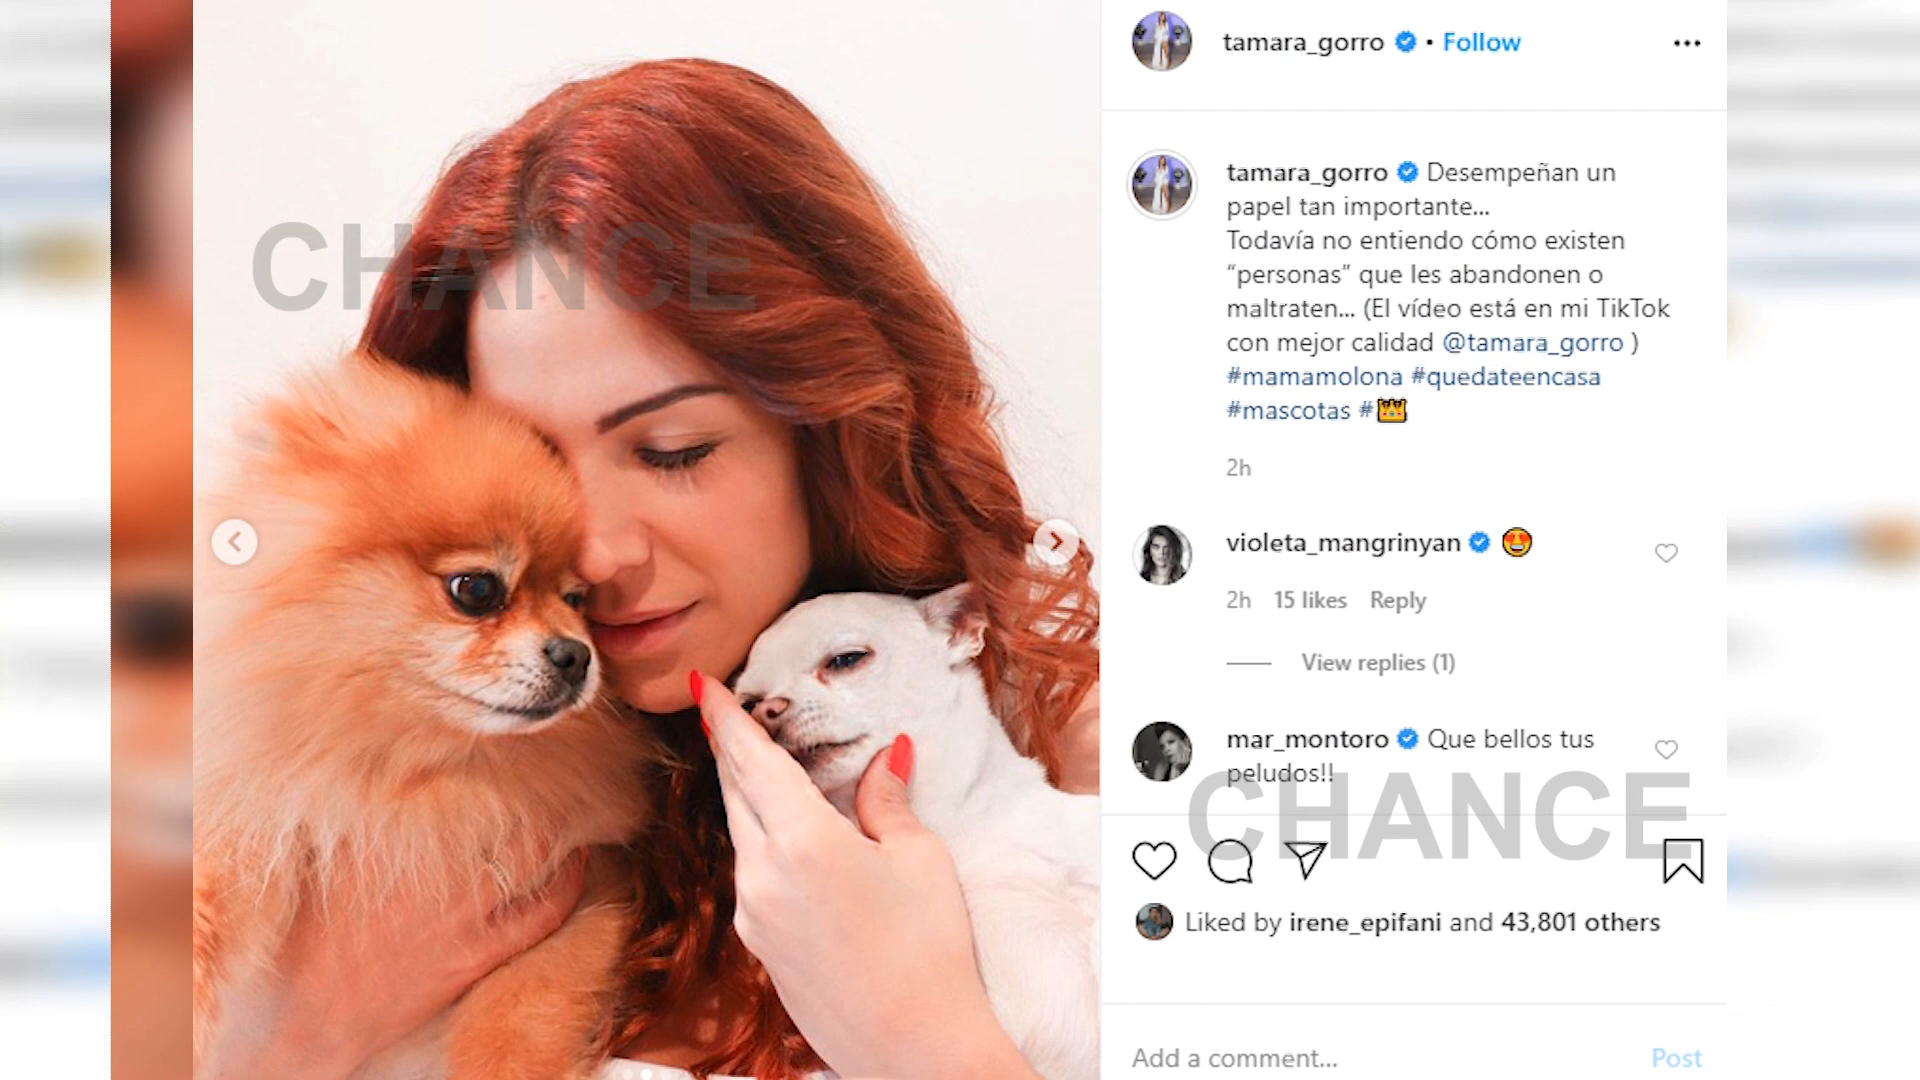 CHANCE
tamara_gorro • Follow
tamara_gorro Desempeñan un
papel tan importante...
Todavía no entiendo cómo existen
“personas” que les abandonen o
maltraten... (El vídeo está en mi TikTok
con mejor calidad @tamara_gorro )
#mamamolona #quedateencasa
#mascotas #👑
2h
violeta_mangrinyan 😍
2h 15 likes Reply
View replies (1)
mar_montoro Que bellos tus
peludos!!
CHANCE
Liked by irene_epifani and 43,801 others
Add a comment... Post